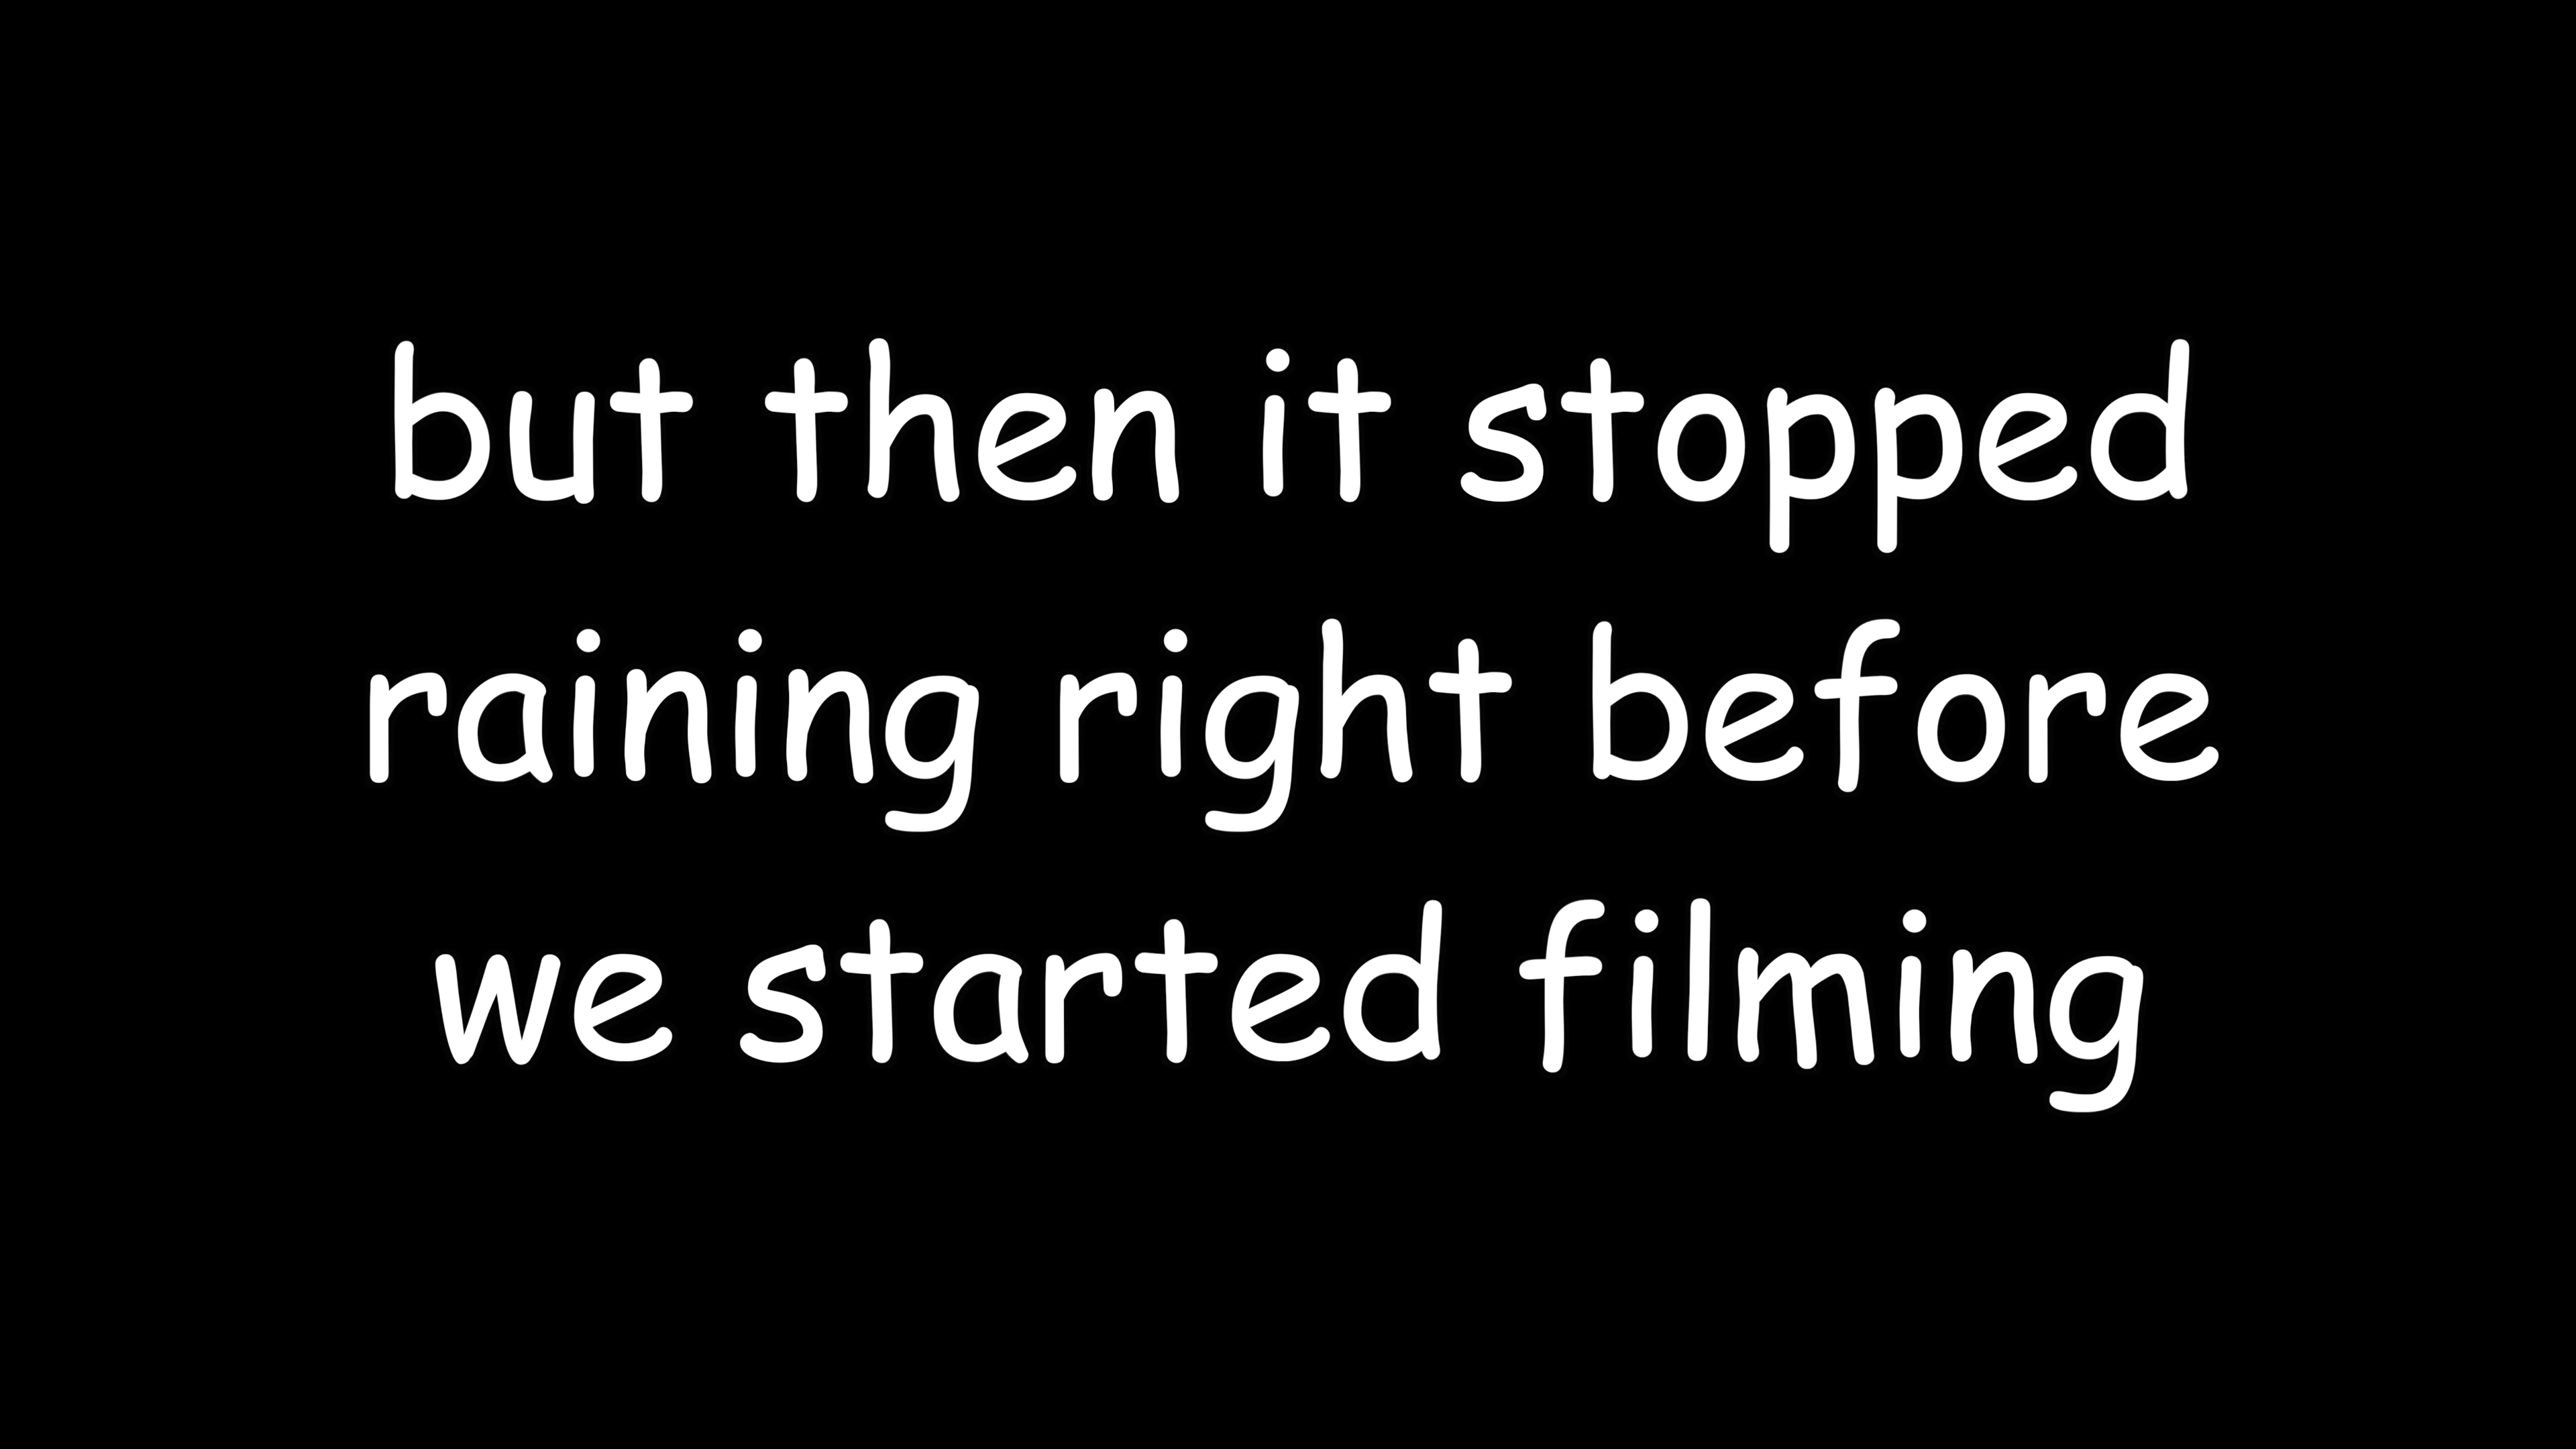 but then it stopped
raining right before
we started filming